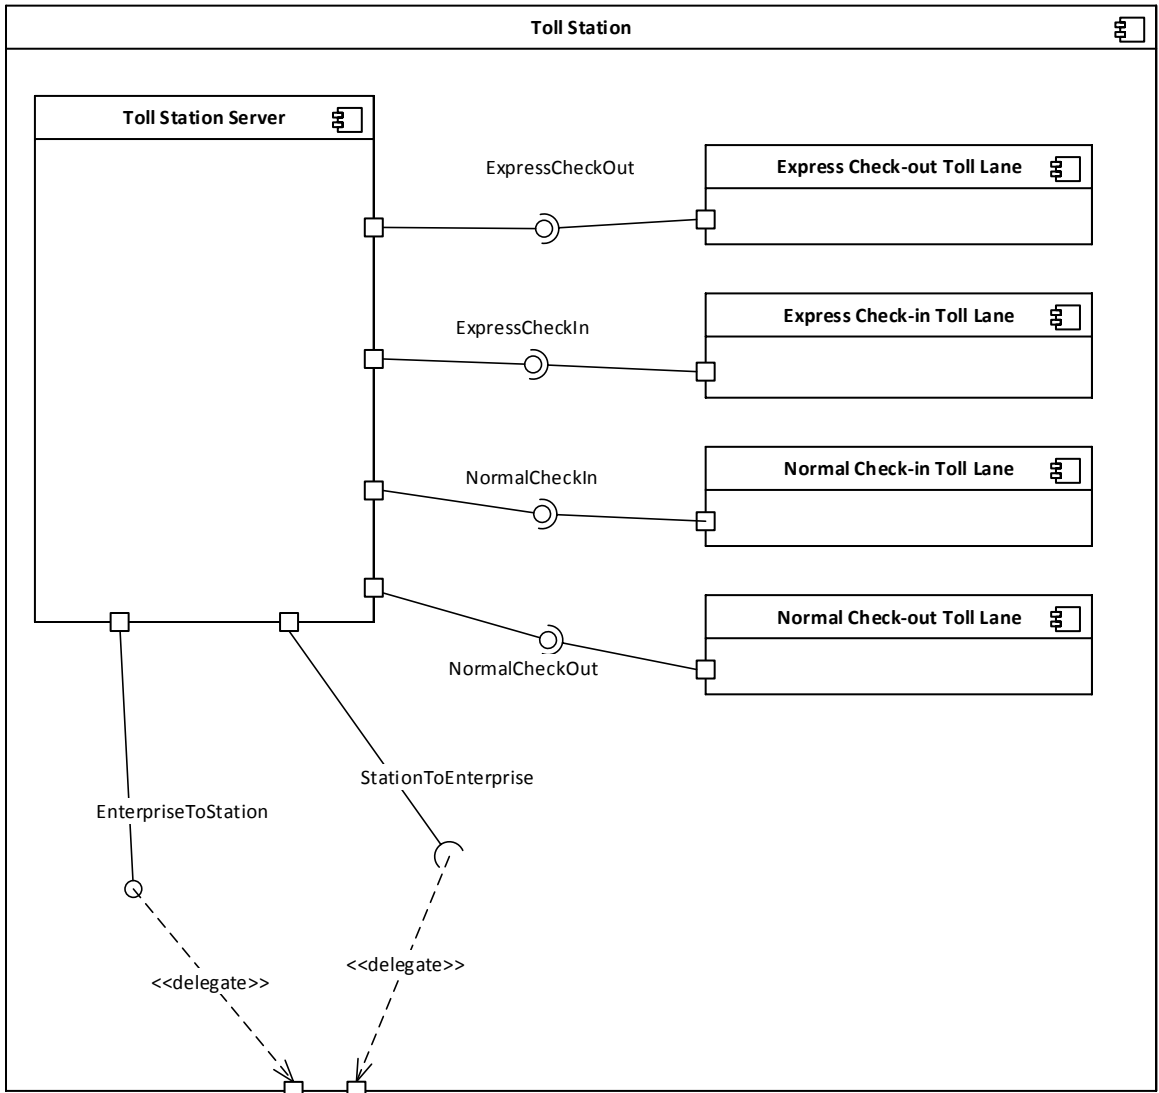 Toll Station
Toll Station Server
ExpressCheckOut
Express Check-out Toll Lane
Express Check-in Toll Lane
ExpressCheckIn
Normal Check-in Toll Lane
NormalCheckIn
Normal Check-out Toll Lane
NormalCheckOut
StationToEnterprise
EnterpriseToStation
<<delegate>>
<<delegate>>